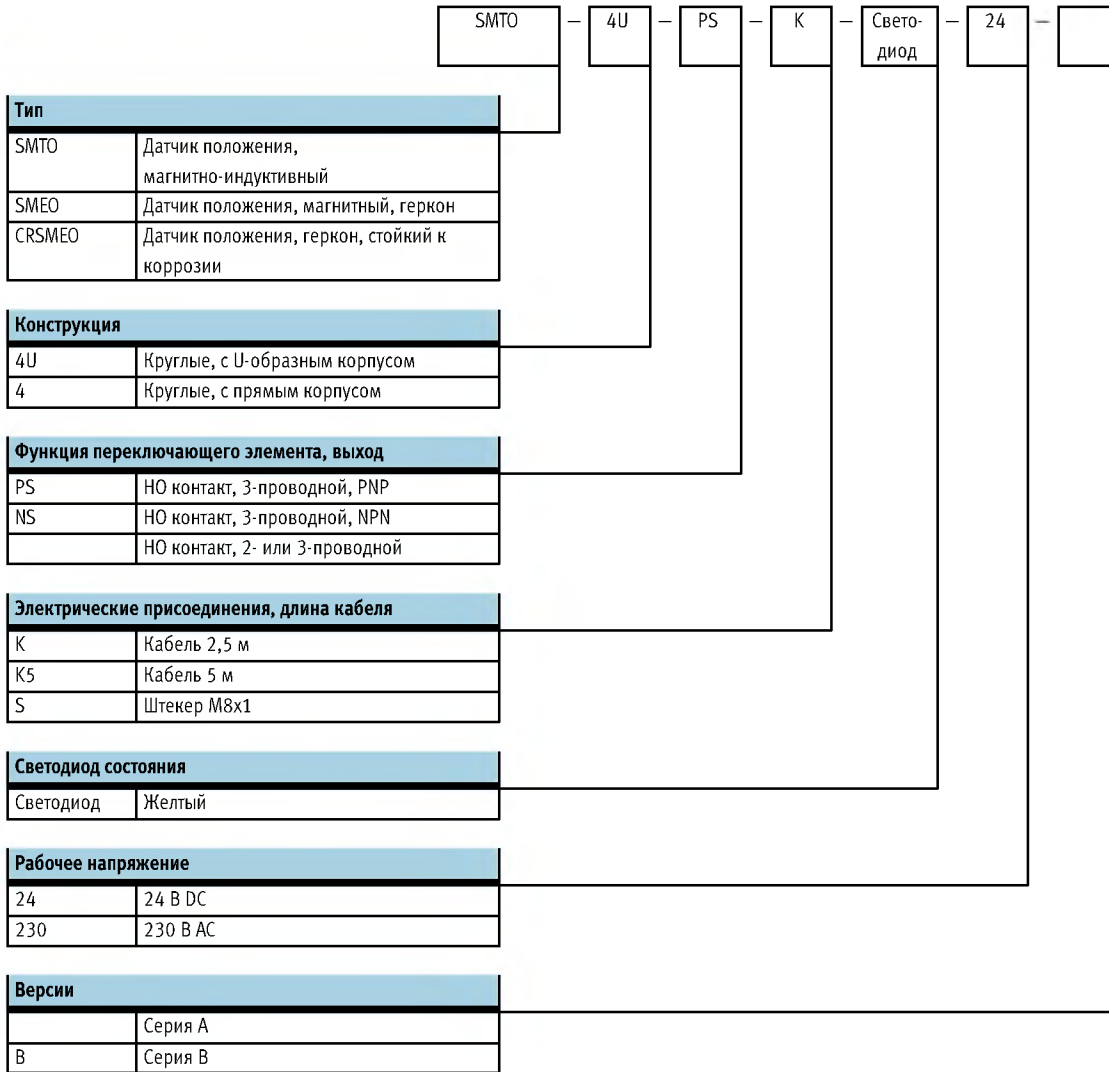 SMTO – 4U – PS – K – Свето- – 24 –
диод
Тип
SMTO Датчик положения,
магнитно-индуктивный
SMEO Датчик положения, магнитный, геркон
CRSMEO Датчик положения, геркон, стойкий к
коррозии
Конструкция
4U Круглые, с U-образным корпусом
4 Круглые, с прямым корпусом
Функция переключающего элемента, выход
PS НО контакт, 3-проводной, PNP
NS НО контакт, 3-проводной, NPN
НО контакт, 2- или 3-проводной
Электрические присоединения, длина кабеля
K Кабель 2,5 м
K5 Кабель 5 м
S Штекер M8x1
Светодиод состояния
Светодиод Желтый
Рабочее напряжение
24 24 В DC
230 230 В AC
Версии
Серия A
B Серия B